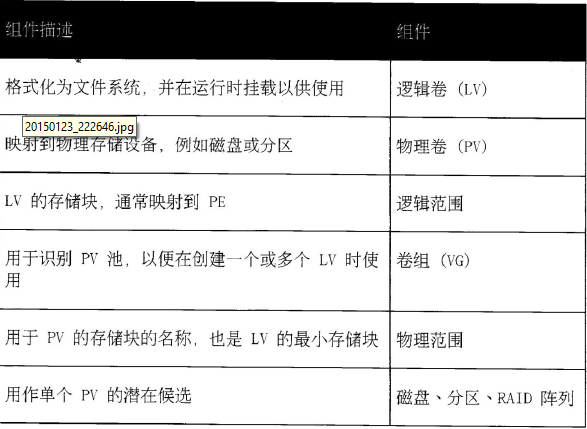 组件描述 组件
格式化为文件系统，并在运行时挂载以供使用 逻辑卷 (LV)
20150123_222646.jpg
映射到物理存储设备，例如磁盘或分区 物理卷 (PV)
LV 的存储块，通常映射到 PE 逻辑范围
用于识别 PV 池，以便在创建一个或多个 LV 时使 卷组 (VG)
用
用于 PV 的存储块的名称，也是 LV 的最小存储块 物理范围
用作单个 PV 的潜在候选 磁盘、分区、RAID 阵列